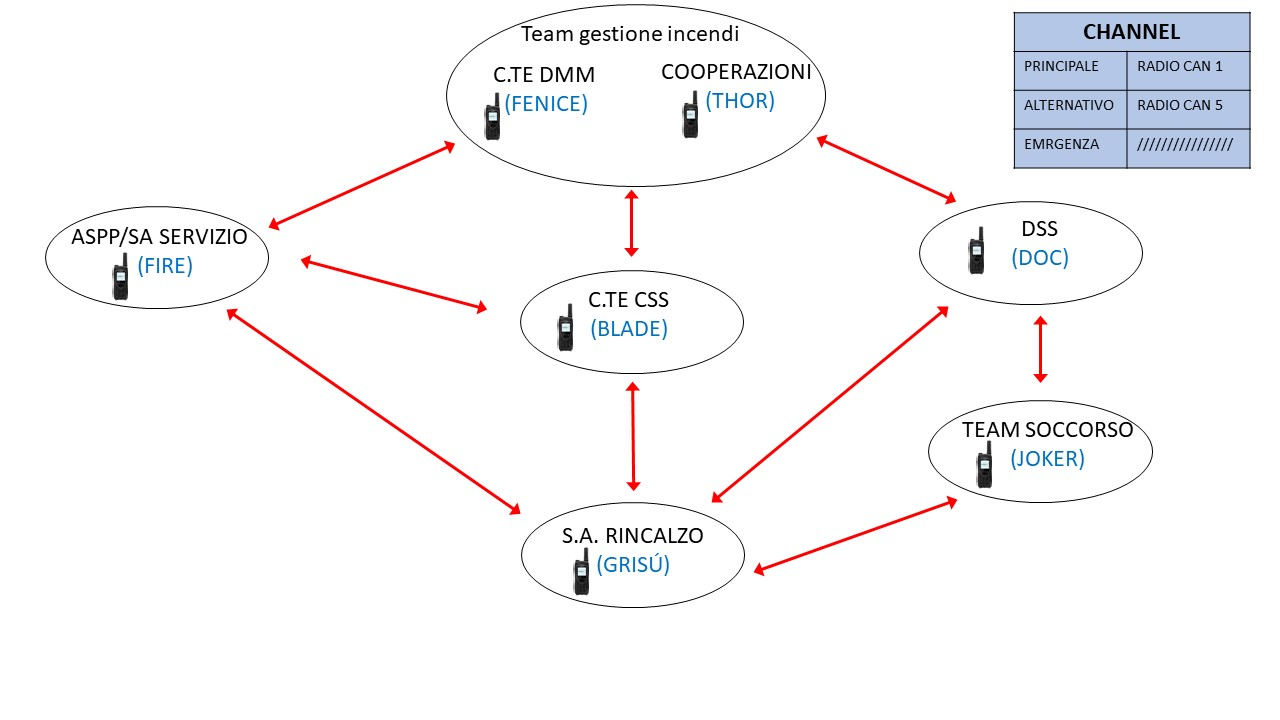 Team gestione incendi
C.TE DMM
(FENICE)
COOPERAZIONI
(THOR)
CHANNEL
PRINCIPALE RADIO CAN 1
ALTERNATIVO RADIO CAN 5
EMRGENZA ////////////////
ASPP/SA SERVIZIO
(FIRE)
DSS
(DOC)
C.TE CSS
(BLADE)
TEAM SOCCORSO
(JOKER)
S.A. RINCALZO
(GRISÚ)